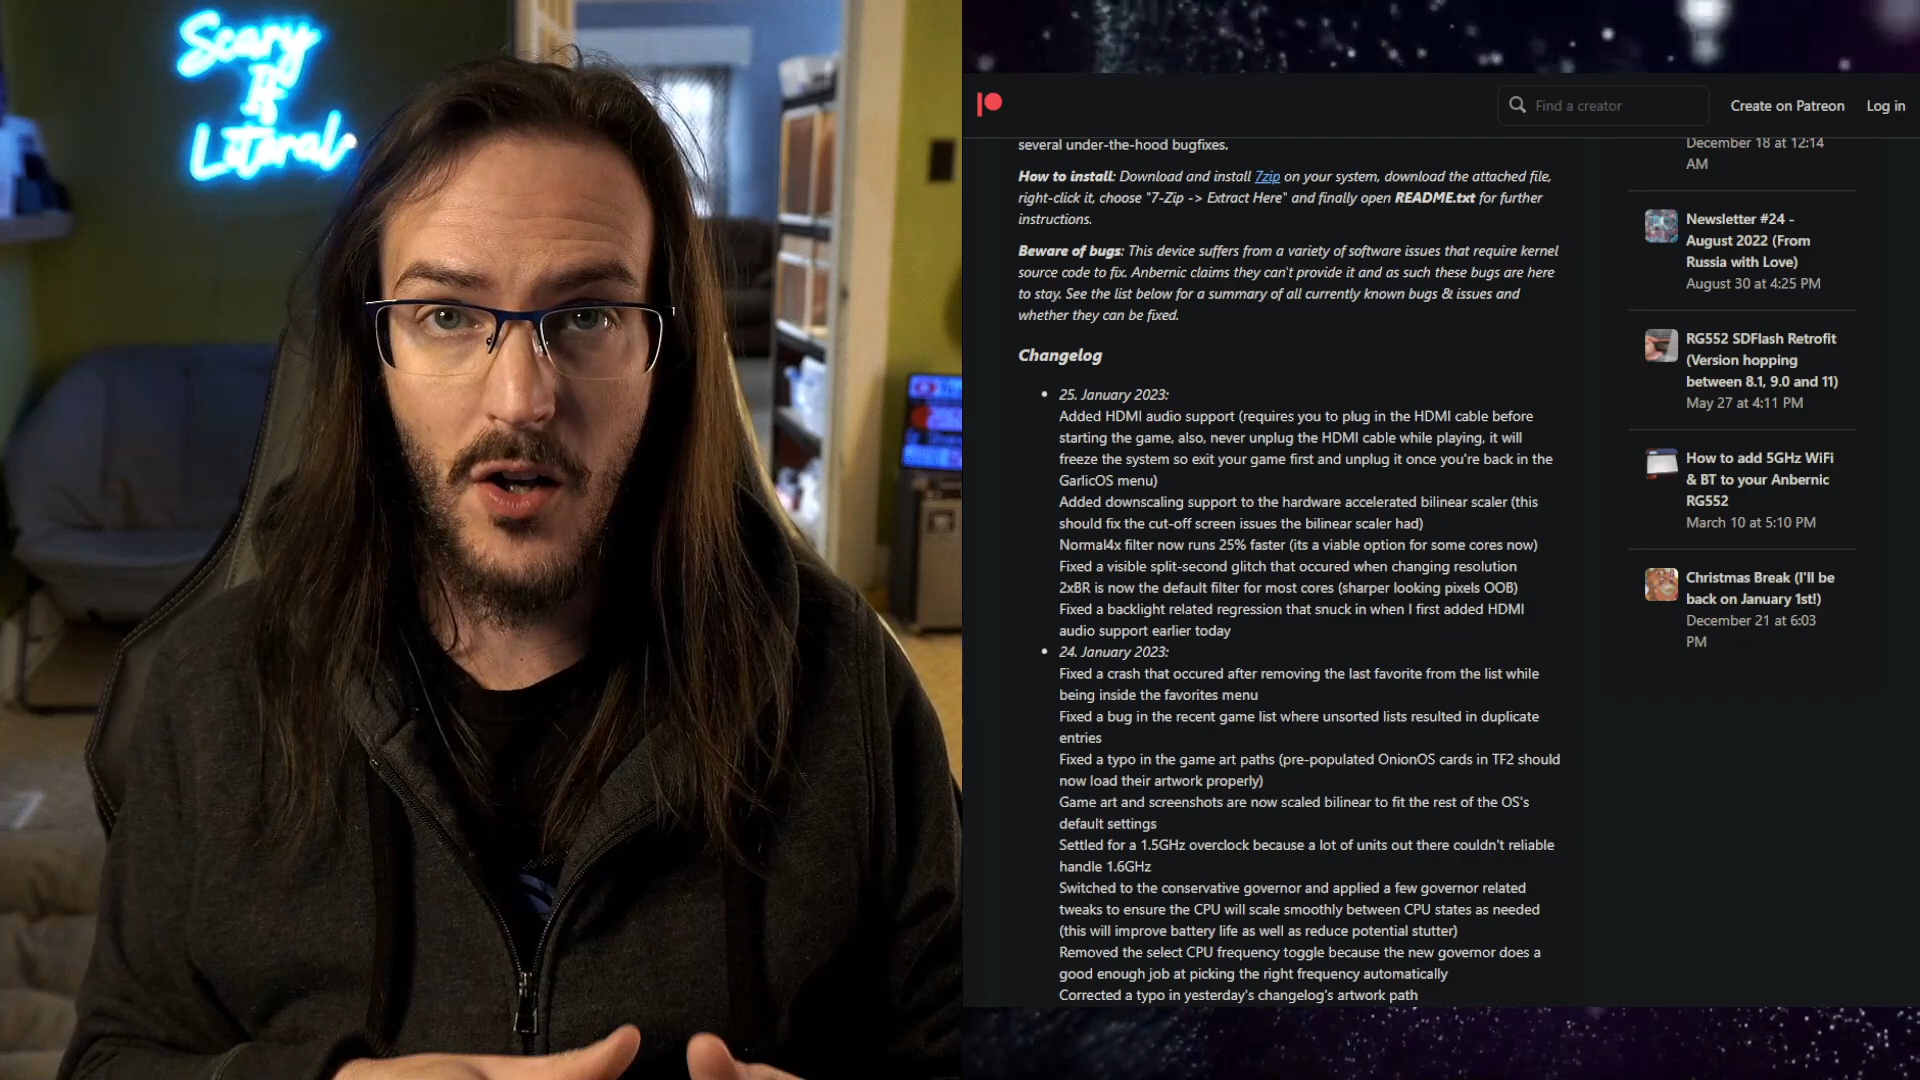 Scary
If
Literal
Find a creator
Create on Patreon
Log in
several under-the-hood bugfixes.
How to install: Download and install 7zip on your system, download the attached file,
right-click it, choose "7-Zip -> Extract Here" and finally open README.txt for further
instructions.
Beware of bugs: This device suffers from a variety of software issues that require kernel
source code to fix. Anbernic claims they can't provide it and as such these bugs are here
to stay. See the list below for a summary of all currently known bugs & issues and
whether they can be fixed.
Changelog
25. January 2023:
Added HDMI audio support (requires you to plug in the HDMI cable before
starting the game, also, never unplug the HDMI cable while playing, it will
freeze the system so exit your game first and unplug it once you're back in the
GarlicOS menu)
Added downscaling support to the hardware accelerated bilinear scaler (this
should fix the cut-off screen issues the bilinear scaler had)
Normal4x filter now runs 25% faster (its a viable option for some cores now)
Fixed a visible split-second glitch that occured when changing resolution
2xBR is now the default filter for most cores (sharper looking pixels OOB)
Fixed a backlight related regression that snuck in when I first added HDMI
audio support earlier today
24. January 2023:
Fixed a crash that occured after removing the last favorite from the list while
being inside the favorites menu
Fixed a bug in the recent game list where unsorted lists resulted in duplicate
entries
Fixed a typo in the game art paths (pre-populated OnionOS cards in TF2 should
now load their artwork properly)
Game art and screenshots are now scaled bilinear to fit the rest of the OS's
default settings
Settled for a 1.5GHz overclock because a lot of units out there couldn't reliable
handle 1.6GHz
Switched to the conservative governor and applied a few governor related
tweaks to ensure the CPU will scale smoothly between CPU states as needed
(this will improve battery life as well as reduce potential stutter)
Removed the select CPU frequency toggle because the new governor does a
good enough job at picking the right frequency automatically
Corrected a typo in yesterday's changelog's artwork path
December 18 at 12:14
AM
Newsletter #24 -
August 2022 (From
Russia with Love)
August 30 at 4:25 PM
RG552 SDFlash Retrofit
(Version hopping
between 8.1, 9.0 and 11)
May 27 at 4:11 PM
How to add 5GHz WiFi
& BT to your Anbernic
RG552
March 10 at 5:10 PM
Christmas Break (I'll be
back on January 1st!)
December 21 at 6:03
PM